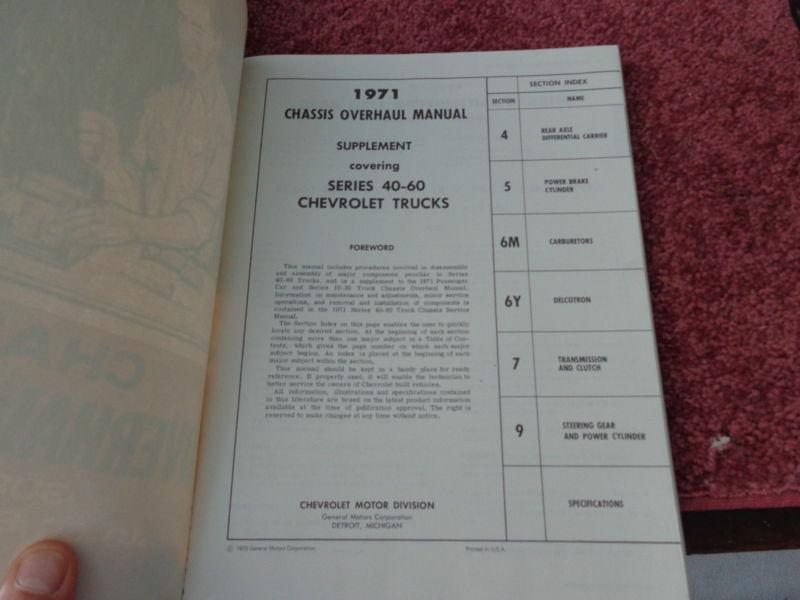 1971
CHASSIS OVERHAUL MANUAL
SUPPLEMENT
covering
SERIES 40-60
CHEVROLET TRUCKS
FOREWORD
This manual includes procedures involved in disassembly
and assembly of major components peculiar to Series
40-60 Trucks, and is a supplement to the 1971 Passenger
Car and Series 10-30 Truck Chassis Overhaul Manual.
Information on maintenance and adjustments, minor service
operations, and removal and installation of components is
contained in the 1971 Series 40-60 Truck Chassis Service
Manual.
The Section Index on this page enables the user to quickly
locate any desired section. At the beginning of each section
containing more than one major subject is a Table of Con-
tents, which gives the page number on which each major
subject begins. An index is placed at the beginning of each
major subject within the section.
This manual should be kept in a handy place for ready
reference. If properly used, it will enable the technician to
better service the owners of Chevrolet built vehicles.
All information, illustrations and specifications contained
in this literature are based on the latest product information
available at the time of publication approval. The right is
reserved to make changes at any time without notice.
CHEVROLET MOTOR DIVISION
General Motors Corporation
DETROIT, MICHIGAN
© 1970 General Motors Corporation
Printed in U.S.A.
SECTION INDEX
SECTION NAME
4 REAR AXLE
DIFFERENTIAL CARRIER
5 POWER BRAKE
CYLINDER
6M CARBURETORS
6Y DELCOTRON
7 TRANSMISSION
AND CLUTCH
9 STEERING GEAR
AND POWER CYLINDER
SPECIFICATIONS